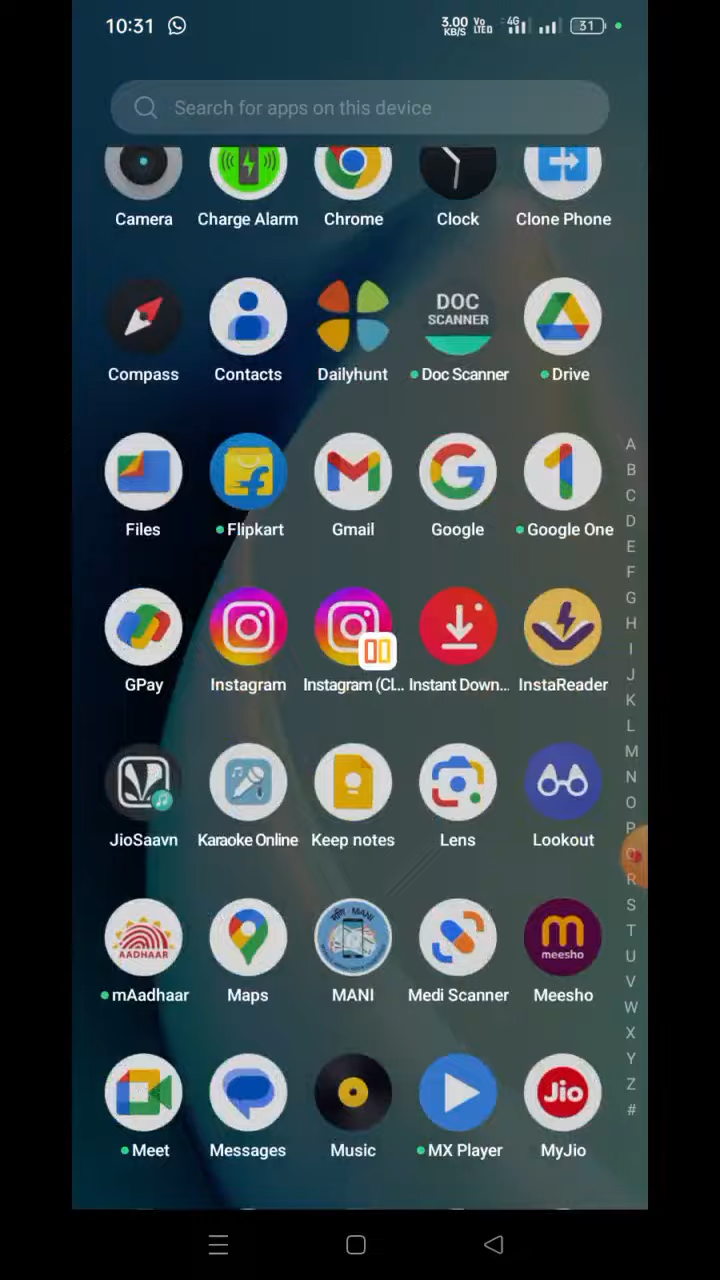 10:31 3.00 KB/S Vo LTED 4G 31
Search for apps on this device
Camera Charge Alarm Chrome Clock Clone Phone
DOC
SCANNER
Compass Contacts Dailyhunt Doc Scanner Drive
Files Flipkart Gmail Google Google One
GPay Instagram Instagram (Cl... Instant Down... InstaReader
JioSaavn Karaoke Online Keep notes Lens Lookout
MANI
AADHAAR
meesho
mAadhaar Maps MANI Medi Scanner Meesho
Jio
Meet Messages Music MX Player MyJio
A
B
C
D
E
F
G
H
I
J
K
L
M
N
O
P
Q
R
S
T
U
V
W
X
Y
Z
#